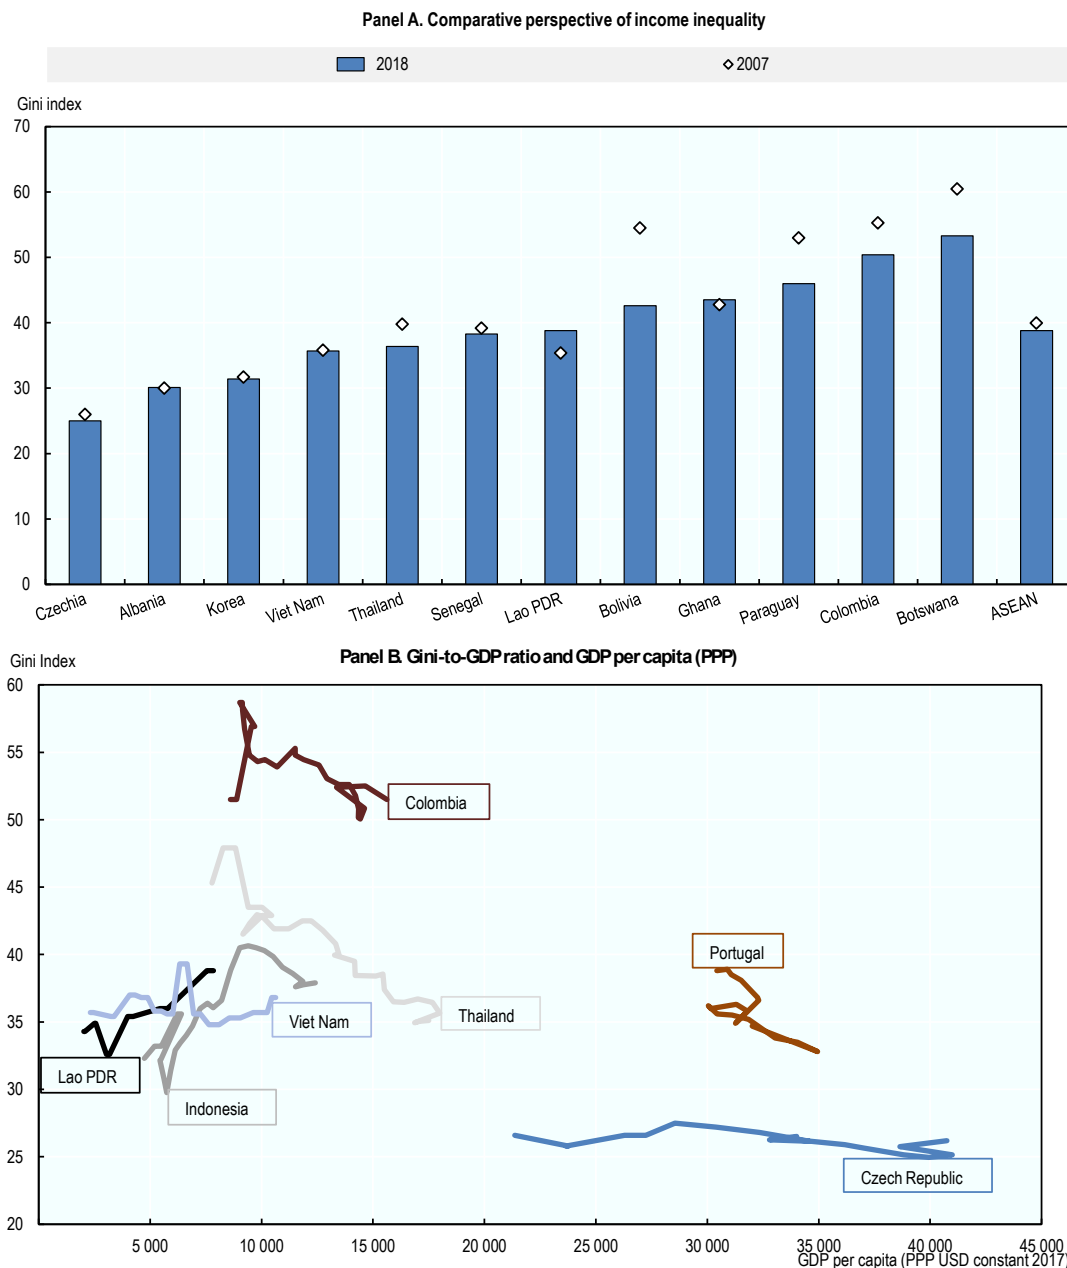 Panel A. Comparative perspective of income inequality
2018
2007
Gini index
70
60
50
40
30
20
10
0
Czechia
Albania
Korea
Viet Nam
Thailand
Senegal
Lao PDR
Bolivia
Ghana
Paraguay
Colombia
Botswana
ASEAN
Panel B. Gini-to-GDP ratio and GDP per capita (PPP)
Gini Index
60
55
50
45
40
35
30
25
20
Colombia
Portugal
Viet Nam
Thailand
Lao PDR
Indonesia
Czech Republic
5 000
10 000
15 000
20 000
25 000
30 000
35 000
40 000
45 000
GDP per capita (PPP USD constant 2017)